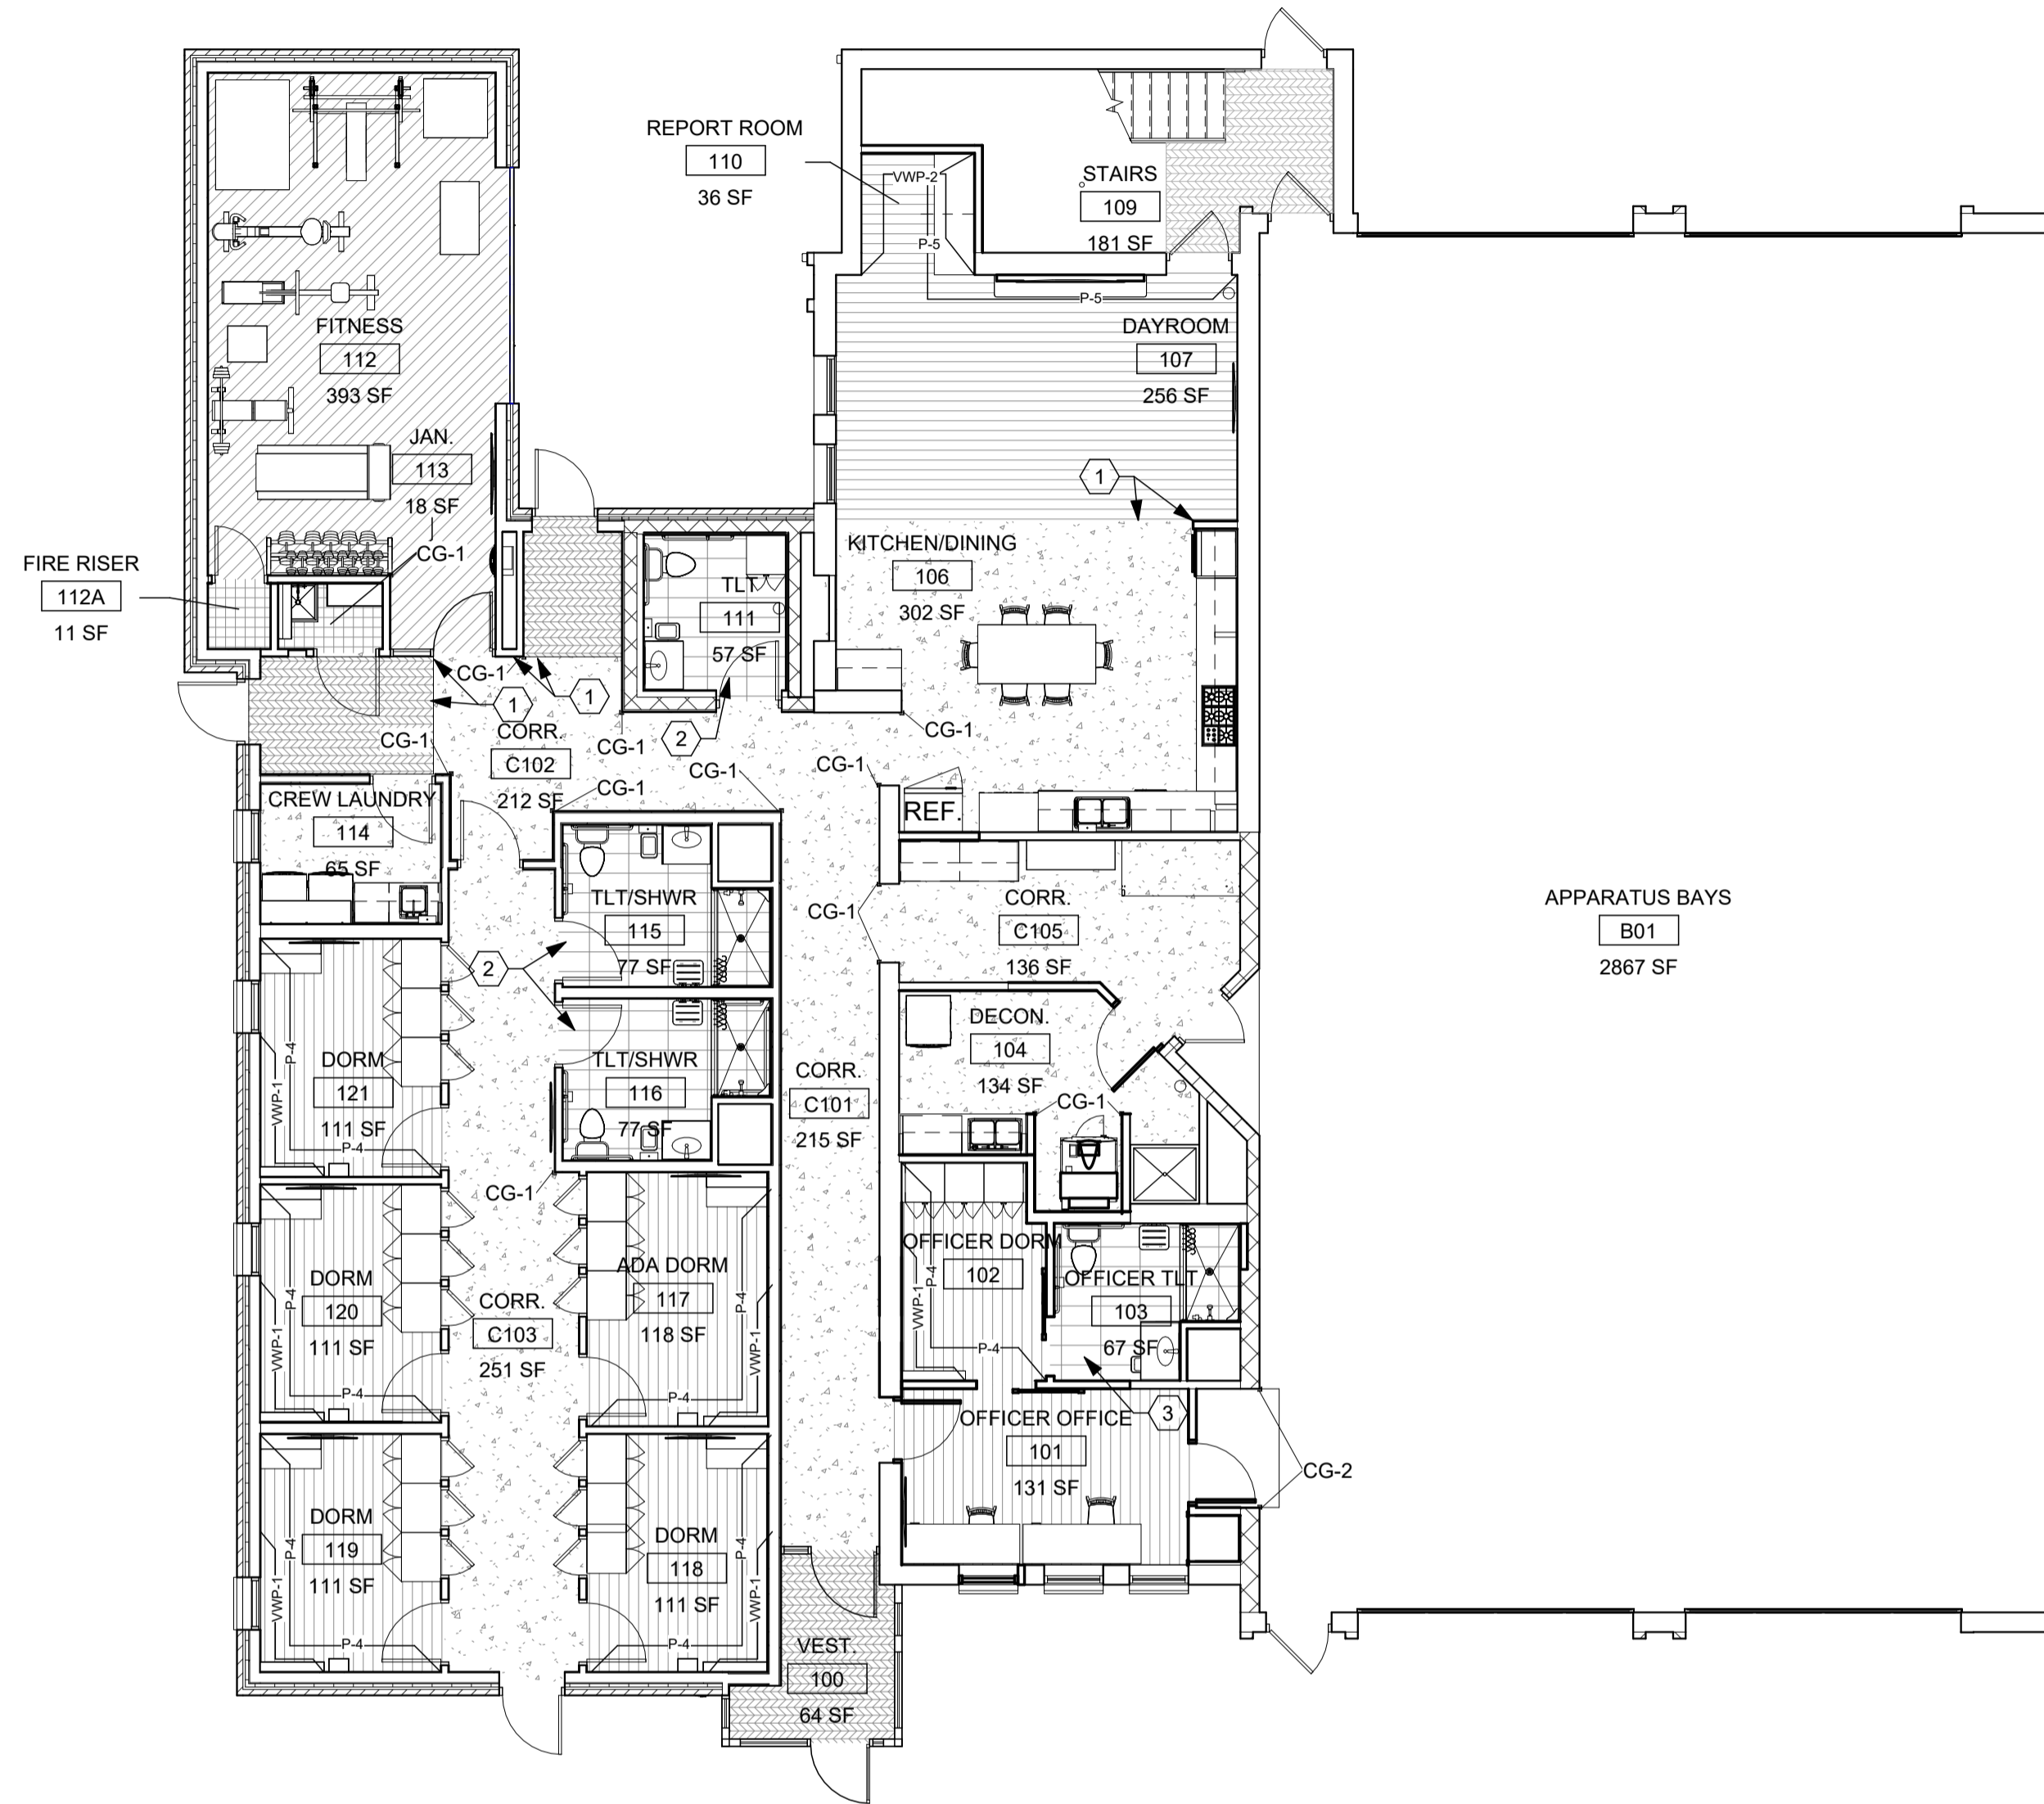 REPORT ROOM
110
36 SF
VWP-2
P-5
STAIRS
109
181 SF
P-5
FITNESS
112
393 SF
DAYROOM
107
256 SF
JAN.
113
18 SF
CG-1
1
FIRE RISER
112A
11 SF
KITCHEN/DINING
106
302 SF
TLT
111
57 SF
CG-1
1
1
2
CORR.
C102
212 SF
CG-1
CG-1
CG-1
CG-1
CG-1
CG-1
REF.
CREW LAUNDRY
114
65 SF
TLT/SHWR
115
77 SF
CG-1
CORR.
C105
136 SF
APPARATUS BAYS
B01
2867 SF
2
DECON.
104
134 SF
CG-1
DORM
121
111 SF
P-4
VWP-1
P-4
TLT/SHWR
116
77 SF
CORR.
C101
215 SF
CG-1
OFFICER DORM
102
P-4
VWP-1
P-4
OFFICER TLT
103
67 SF
DORM
120
111 SF
P-4
VWP-1
P-4
CORR.
C103
251 SF
ADA DORM
117
118 SF
P-4
VWP-1
P-4
3
OFFICER OFFICE
101
131 SF
CG-2
DORM
119
111 SF
P-4
VWP-1
P-4
DORM
118
111 SF
P-4
VWP-1
P-4
VEST.
100
64 SF